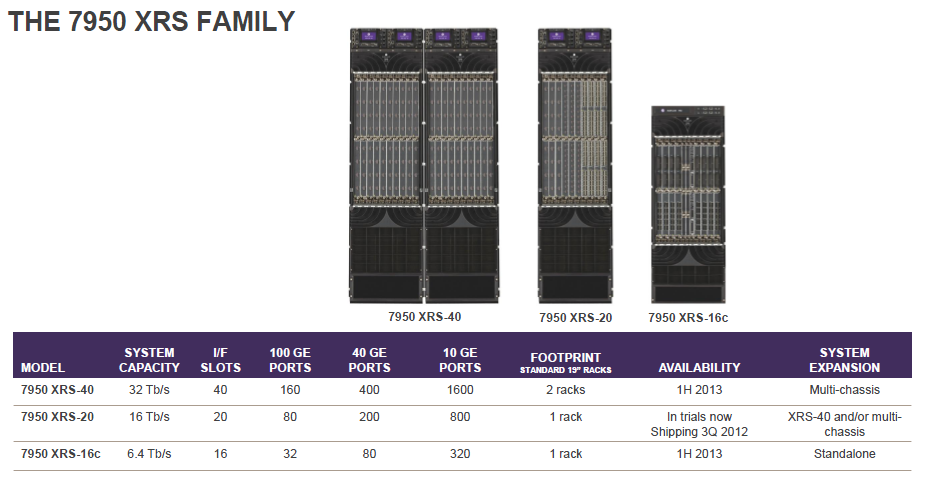 THE 7950 XRS FAMILY
7950 XRS-40
7950 XRS-20
7950 XRS-16c
MODEL SYSTEM CAPACITY I/F SLOTS 100 GE PORTS 40 GE PORTS 10 GE PORTS FOOTPRINT STANDARD 19" RACKS AVAILABILITY SYSTEM EXPANSION
7950 XRS-40 32 Tb/s 40 160 400 1600 2 racks 1H 2013 Multi-chassis
7950 XRS-20 16 Tb/s 20 80 200 800 1 rack In trials now Shipping 3Q 2012 XRS-40 and/or multi-chassis
7950 XRS-16c 6.4 Tb/s 16 32 80 320 1 rack 1H 2013 Standalone